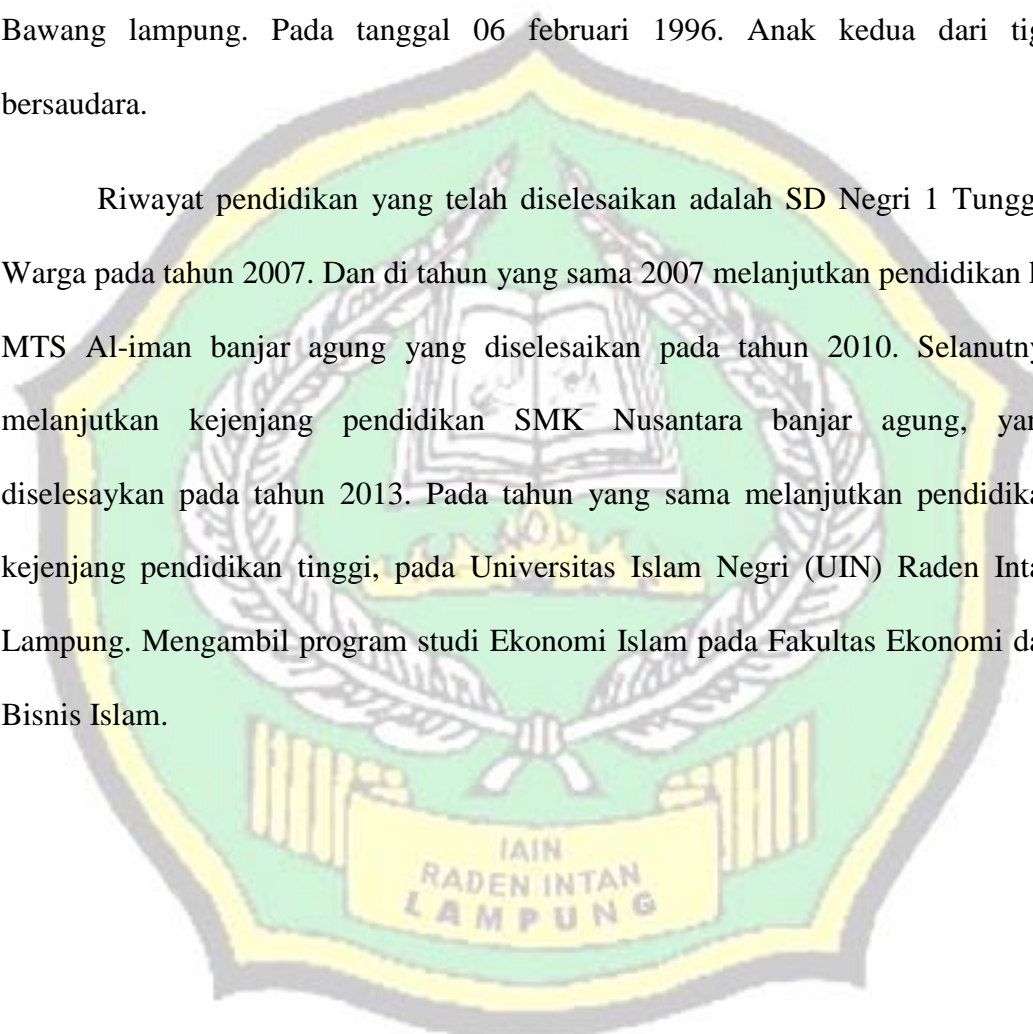 Bawang lampung. Pada tanggal 06 februari 1996. Anak kedua dari
bersaudara.
Riwayat pendidikan yang telah diselesaikan adalah SD Negri 1
Warga pada tahun 2007. Dan di tahun yang sama 2007 melanjutkan pendidikan
MTS Al-iman banjar agung yang diselesaikan pada tahun 2010.
melanjutkan kejenjang pendidikan SMK Nusantara banjar agung,
diselesaykan pada tahun 2013. Pada tahun yang sama melanjutkan
kejenjang pendidikan tinggi, pada Universitas Islam Negri (UIN) Raden
Lampung. Mengambil program studi Ekonomi Islam pada Fakultas Ekonomi
Bisnis Islam.
IAIN
RADEN INTAN
LAMPUNG